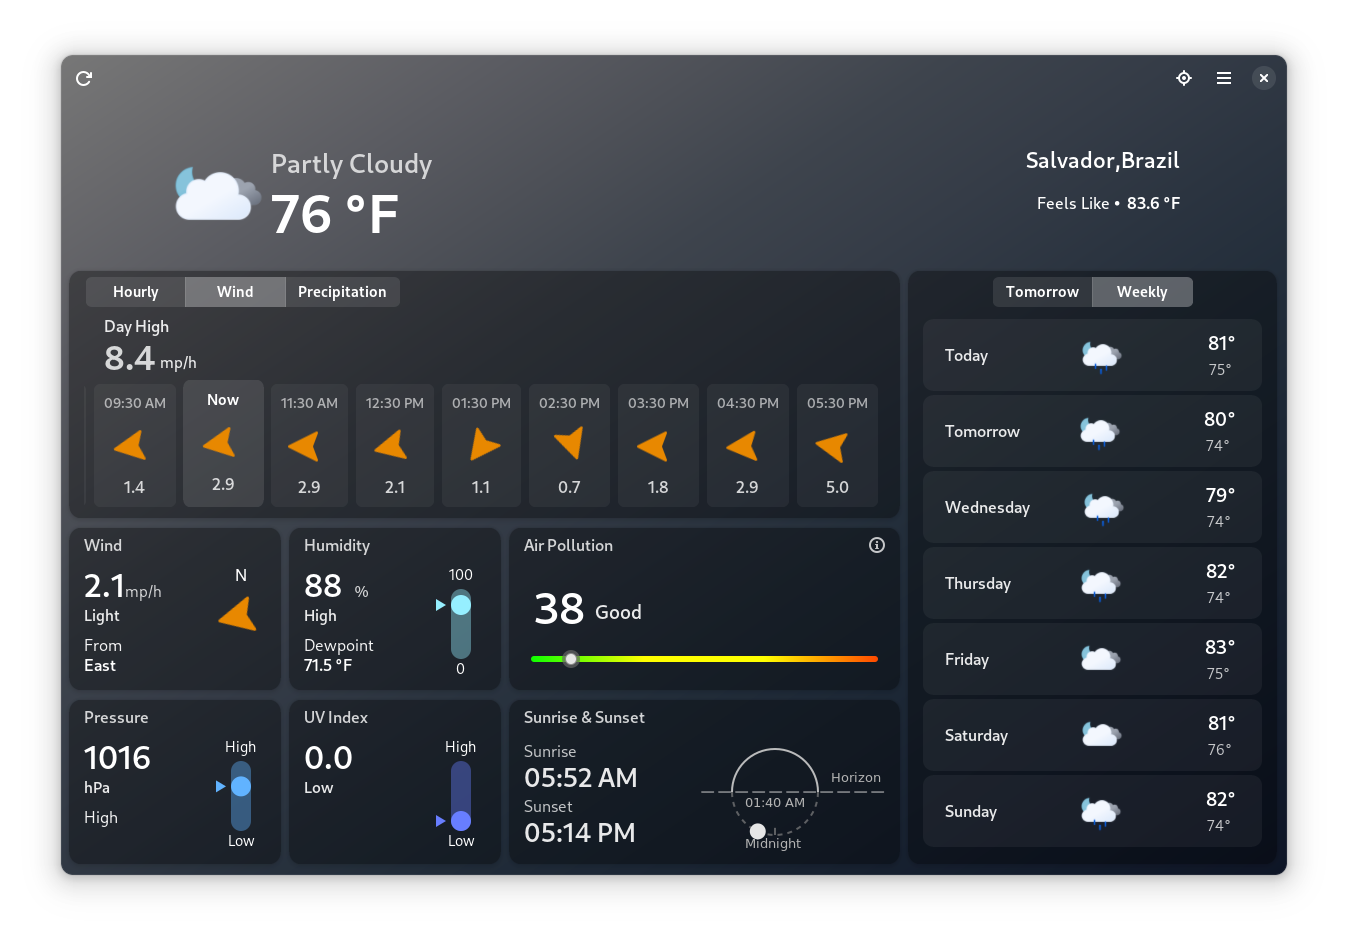 Partly Cloudy
76 °F
Salvador,Brazil
Feels Like • 83.6 °F
Hourly Wind Precipitation
Day High
8.4 mp/h
09:30 AM Now 11:30 AM 12:30 PM 01:30 PM 02:30 PM 03:30 PM 04:30 PM 05:30 PM
1.4 2.9 2.9 2.1 1.1 0.7 1.8 2.9 5.0
Wind
2.1mp/h
Light
From
East
N
Humidity
88 %
High
Dewpoint
71.5 °F
100
0
Air Pollution
38 Good
Pressure
1016
hPa
High
High
Low
UV Index
0.0
Low
High
Low
Sunrise & Sunset
Sunrise
05:52 AM
Sunset
05:14 PM
Horizon
01:40 AM
Midnight
Tomorrow Weekly
Today 81°
75°
Tomorrow 80°
74°
Wednesday 79°
74°
Thursday 82°
74°
Friday 83°
75°
Saturday 81°
76°
Sunday 82°
74°